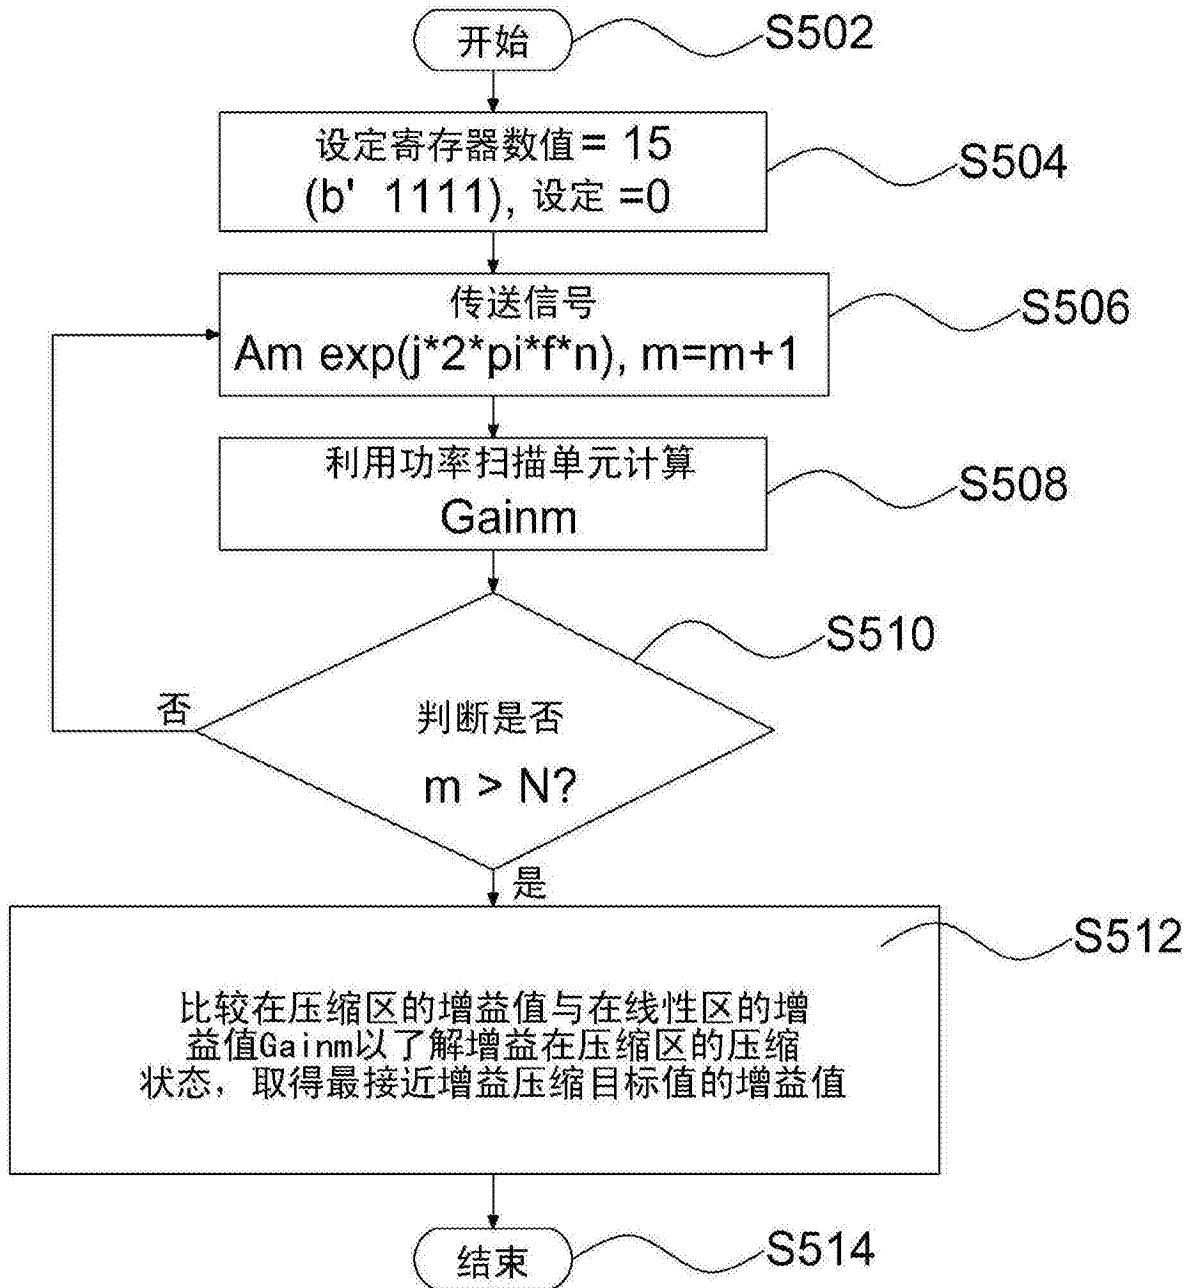 开始
S502
设定寄存器数值= 15
(b' 1111), 设定 =0
S504
传送信号
Am exp(j*2*pi*f*n), m=m+1
S506
利用功率扫描单元计算
Gainm
S508
S510
否
判断是否
m > N?
是
S512
比较在压缩区的增益值与在线性区的增
益值Gainm以了解增益在压缩区的压缩
状态，取得最接近增益压缩目标值的增益值
结束
S514